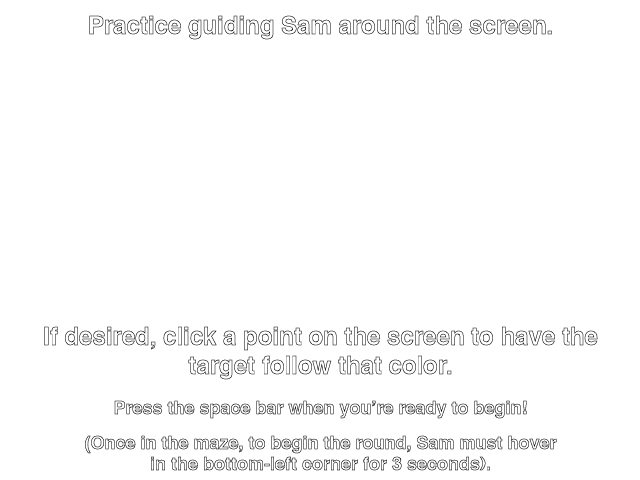 Practice guiding Sam around the screen.
If desired, click a point on the screen to have the
target follow that color.
Press the space bar when you're ready to begin!
(Once in the maze, to begin the round, Sam must hover
in the bottom-left corner for 3 seconds).